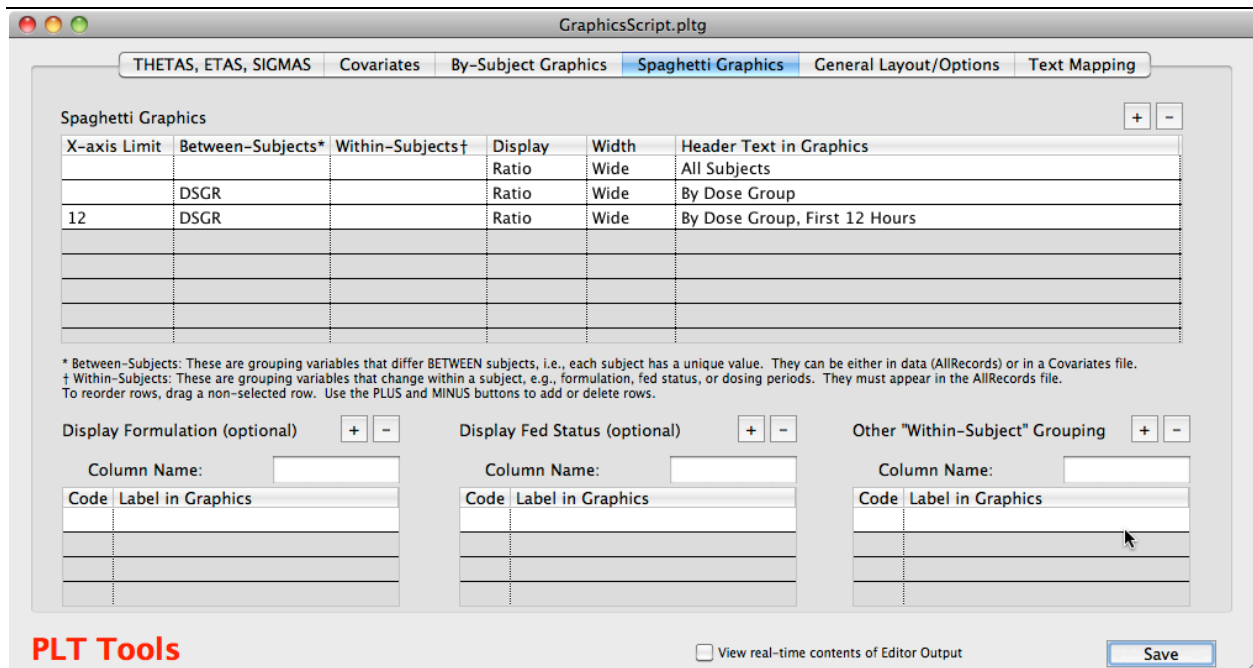 GraphicsScript.pltg
THETAS, ETAS, SIGMAS Covariates By-Subject Graphics Spaghetti Graphics General Layout/Options Text Mapping
Spaghetti Graphics + -
X-axis Limit Between-Subjects* Within-Subjects† Display Width Header Text in Graphics
Ratio Wide All Subjects
DSGR Ratio Wide By Dose Group
12 DSGR Ratio Wide By Dose Group, First 12 Hours
* Between-Subjects: These are grouping variables that differ BETWEEN subjects, i.e., each subject has a unique value. They can be either in data (AllRecords) or in a Covariates file.
† Within-Subjects: These are grouping variables that change within a subject, e.g., formulation, fed status, or dosing periods. They must appear in the AllRecords file.
To reorder rows, drag a non-selected row. Use the PLUS and MINUS buttons to add or delete rows.
Display Formulation (optional) + - Display Fed Status (optional) + - Other "Within-Subject" Grouping + -
Column Name: Column Name: Column Name:
Code Label in Graphics Code Label in Graphics Code Label in Graphics
PLT Tools View real-time contents of Editor Output Save